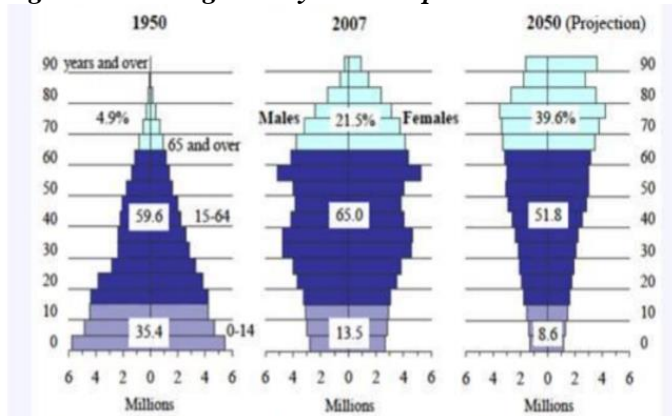 1950 2007 2050 (Projection)
90 years and over 90
80 80
4.9% Males 21.5% Females 39.6%
70 70
65 and over
60 60
50 50
59.6 15-64 65.0 51.8
40 40
30 30
20 20
10 10
35.4 0-14 13.5 8.6
0 0
6 4 2 0 2 4 6 6 4 2 0 2 4 6 6 4 2 0 2 4 6
Millions Millions Millions